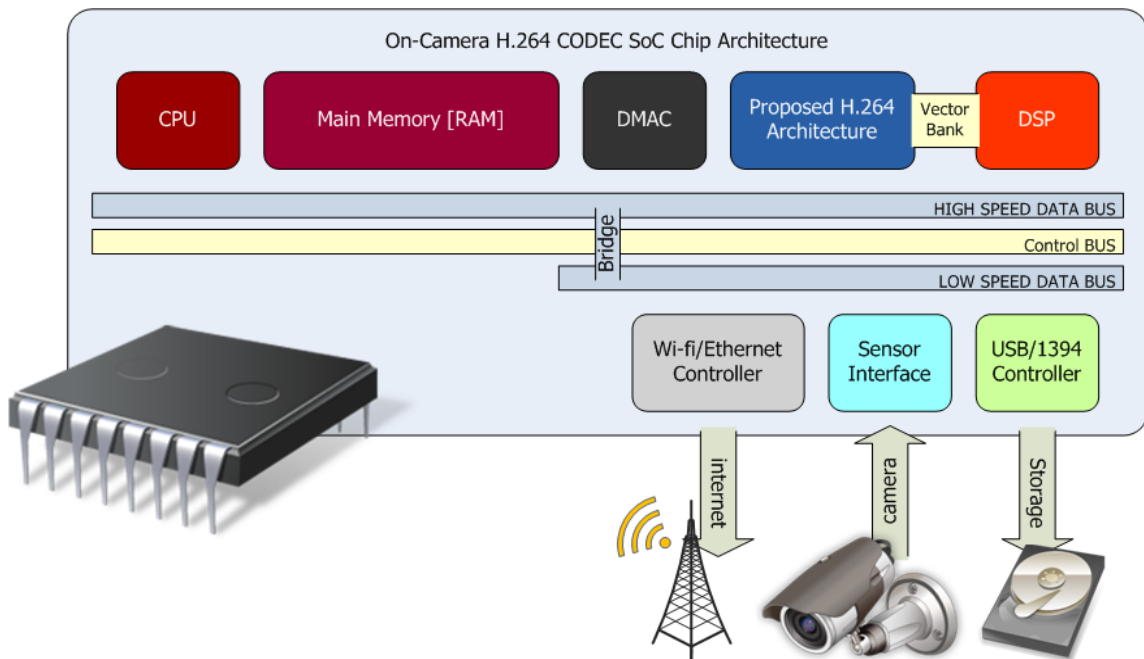 On-Camera H.264 CODEC SoC Chip Architecture
CPU
Main Memory [RAM]
DMAC
Proposed H.264
Architecture
Vector
Bank
DSP
HIGH SPEED DATA BUS
Bridge
Control BUS
LOW SPEED DATA BUS
Wi-fi/Ethernet
Controller
Sensor
Interface
USB/1394
Controller
internet
camera
Storage